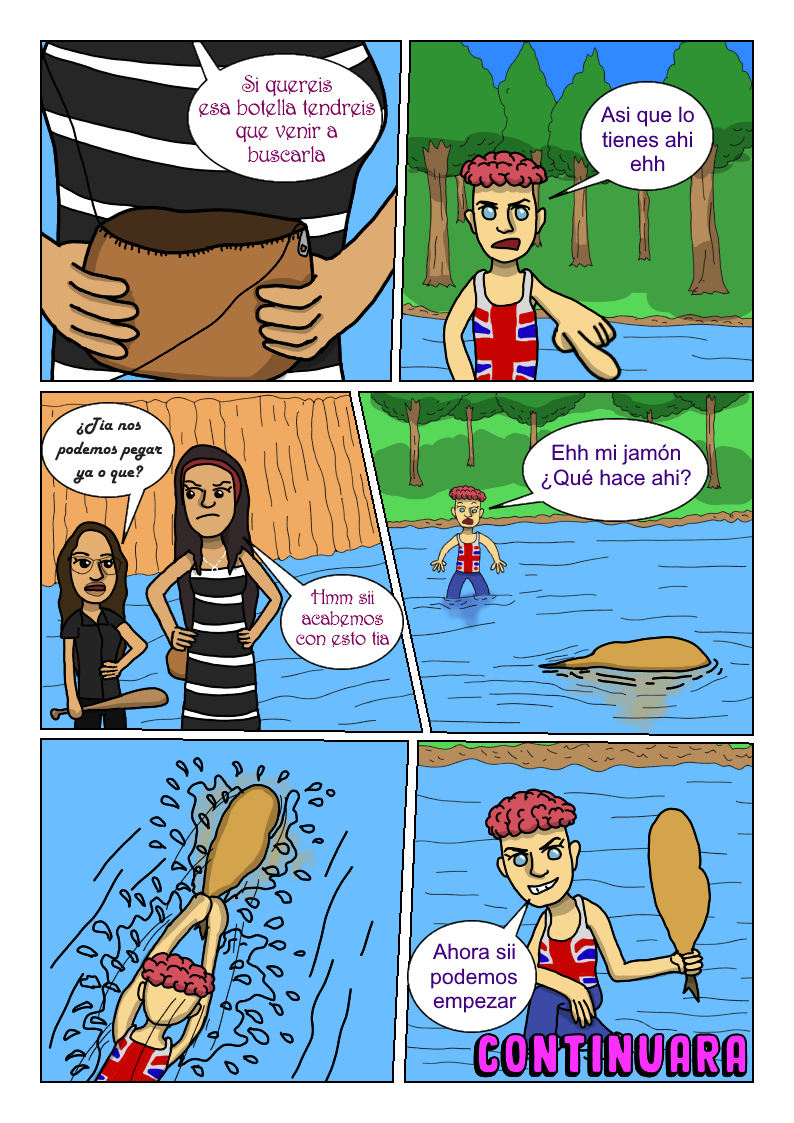 Si quereis
esa botella tendreis
que venir a
buscarla
Asi que lo
tienes ahi
ehh
¿Tia nos
podemos pegar
ya o que?
Hmm sii
acabemos
con esto tia
Ehh mi jamón
¿Qué hace ahi?
Ahora sii
podemos
empezar
CONTINUARA